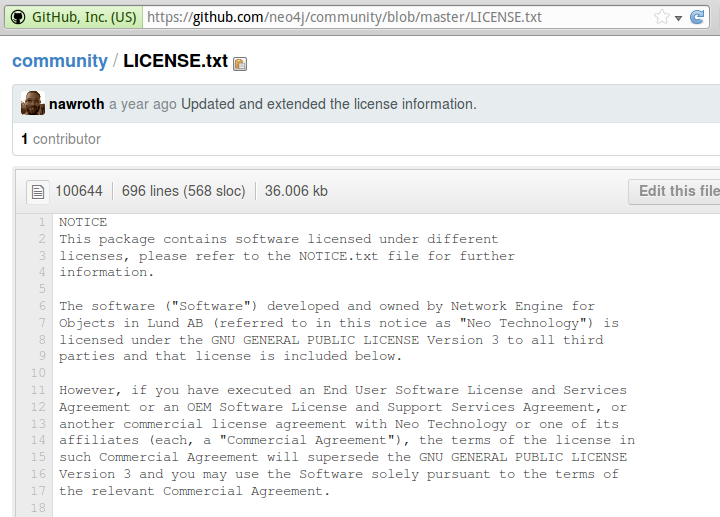 GitHub, Inc. (US) https://github.com/neo4j/community/blob/master/LICENSE.txt
community / LICENSE.txt
nawroth a year ago Updated and extended the license information.
1 contributor
100644 696 lines (568 sloc) 36.006 kb Edit this file
1 NOTICE
2 This package contains software licensed under different
3 licenses, please refer to the NOTICE.txt file for further
4 information.
5
6 The software ("Software") developed and owned by Network Engine for
7 Objects in Lund AB (referred to in this notice as "Neo Technology") is
8 licensed under the GNU GENERAL PUBLIC LICENSE Version 3 to all third
9 parties and that license is included below.
10
11 However, if you have executed an End User Software License and Services
12 Agreement or an OEM Software License and Support Services Agreement, or
13 another commercial license agreement with Neo Technology or one of its
14 affiliates (each, a "Commercial Agreement"), the terms of the license in
15 such Commercial Agreement will supersede the GNU GENERAL PUBLIC LICENSE
16 Version 3 and you may use the Software solely pursuant to the terms of
17 the relevant Commercial Agreement.
18